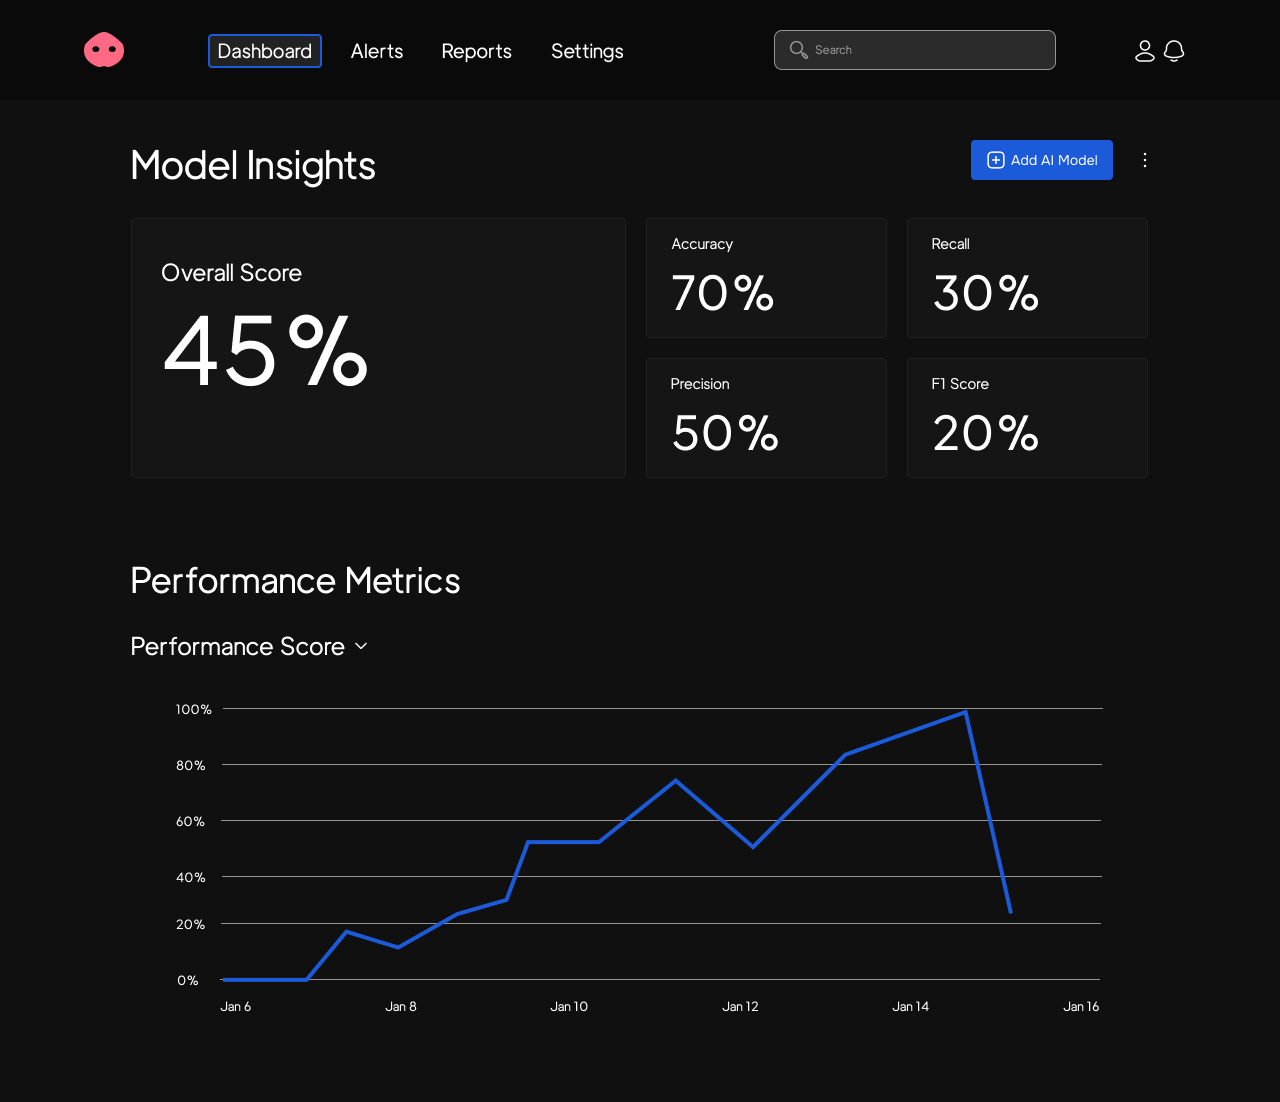 Dashboard
Alerts
Reports
Settings
Search
Model Insights
Add AI Model
Overall Score
45%
Accuracy
70%
Recall
30%
Precision
50%
F1 Score
20%
Performance Metrics
Performance Score
100%
80%
60%
40%
20%
0%
Jan 6
Jan 8
Jan 10
Jan 12
Jan 14
Jan 16